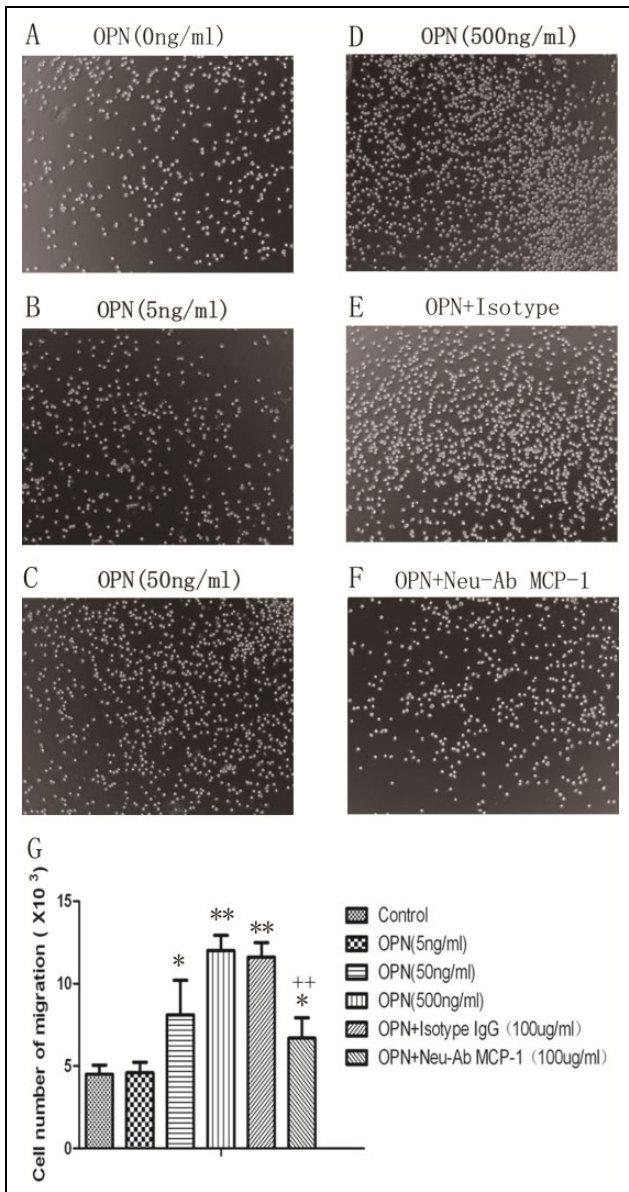 A OPN(0ng/ml)
D OPN(500ng/ml)
B OPN(5ng/ml)
E OPN+Isotype
C OPN(50ng/ml)
F OPN+Neu-Ab MCP-1
G
Cell number of migration ( X10 3 )
15
10
5
0
*
**
**
++
*
Control
OPN(5ng/ml)
OPN(50ng/ml)
OPN(500ng/ml)
OPN+Isotype IgG (100ug/ml)
OPN+Neu-Ab MCP-1 (100ug/ml)